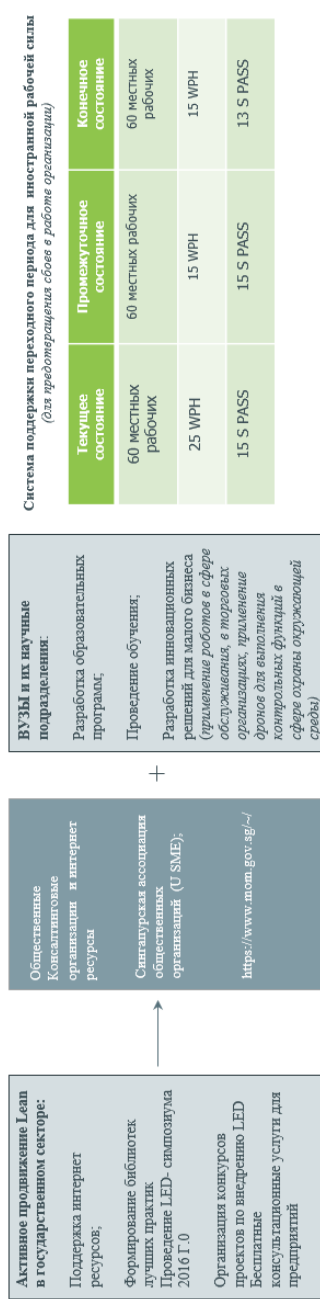 Активное продвижение Lean
в государственном секторе:
Поддержка интернет
ресурсов;
Формирование библиотек
лучших практик
Проведение LED- симпозиума
2016 Г.0
Организация конкурсов
проектов по внедрению LED
Бесплатные
консультационные услуги для
предприятий
Общественные
Консалтинговые
организации и интернет
ресурсы
Сингапурская ассоциация
общественных
организаций (U SME);
https://www.mom.gov.sg/~/
+
ВУЗЫ и их научные
подразделения:
Разработка образовательных
программ;
Проведение обучения;
Разработка инновационных
решений для малого бизнеса
(применение роботов в сфере
обслуживания, в торговых
организациях, применение
дронов для выполнения
контрольных функций в
сфере охраны окружающей
среды)
Система поддержки переходного периода для иностранной рабочей силы
(для предотвращения сбоев в работе организации)
Текущее состояние Промежуточное состояние Конечное состояние
60 местных рабочих 60 местных рабочих 60 местных рабочих
25 WPH 15 WPH 15 WPH
15 S PASS 15 S PASS 13 S PASS